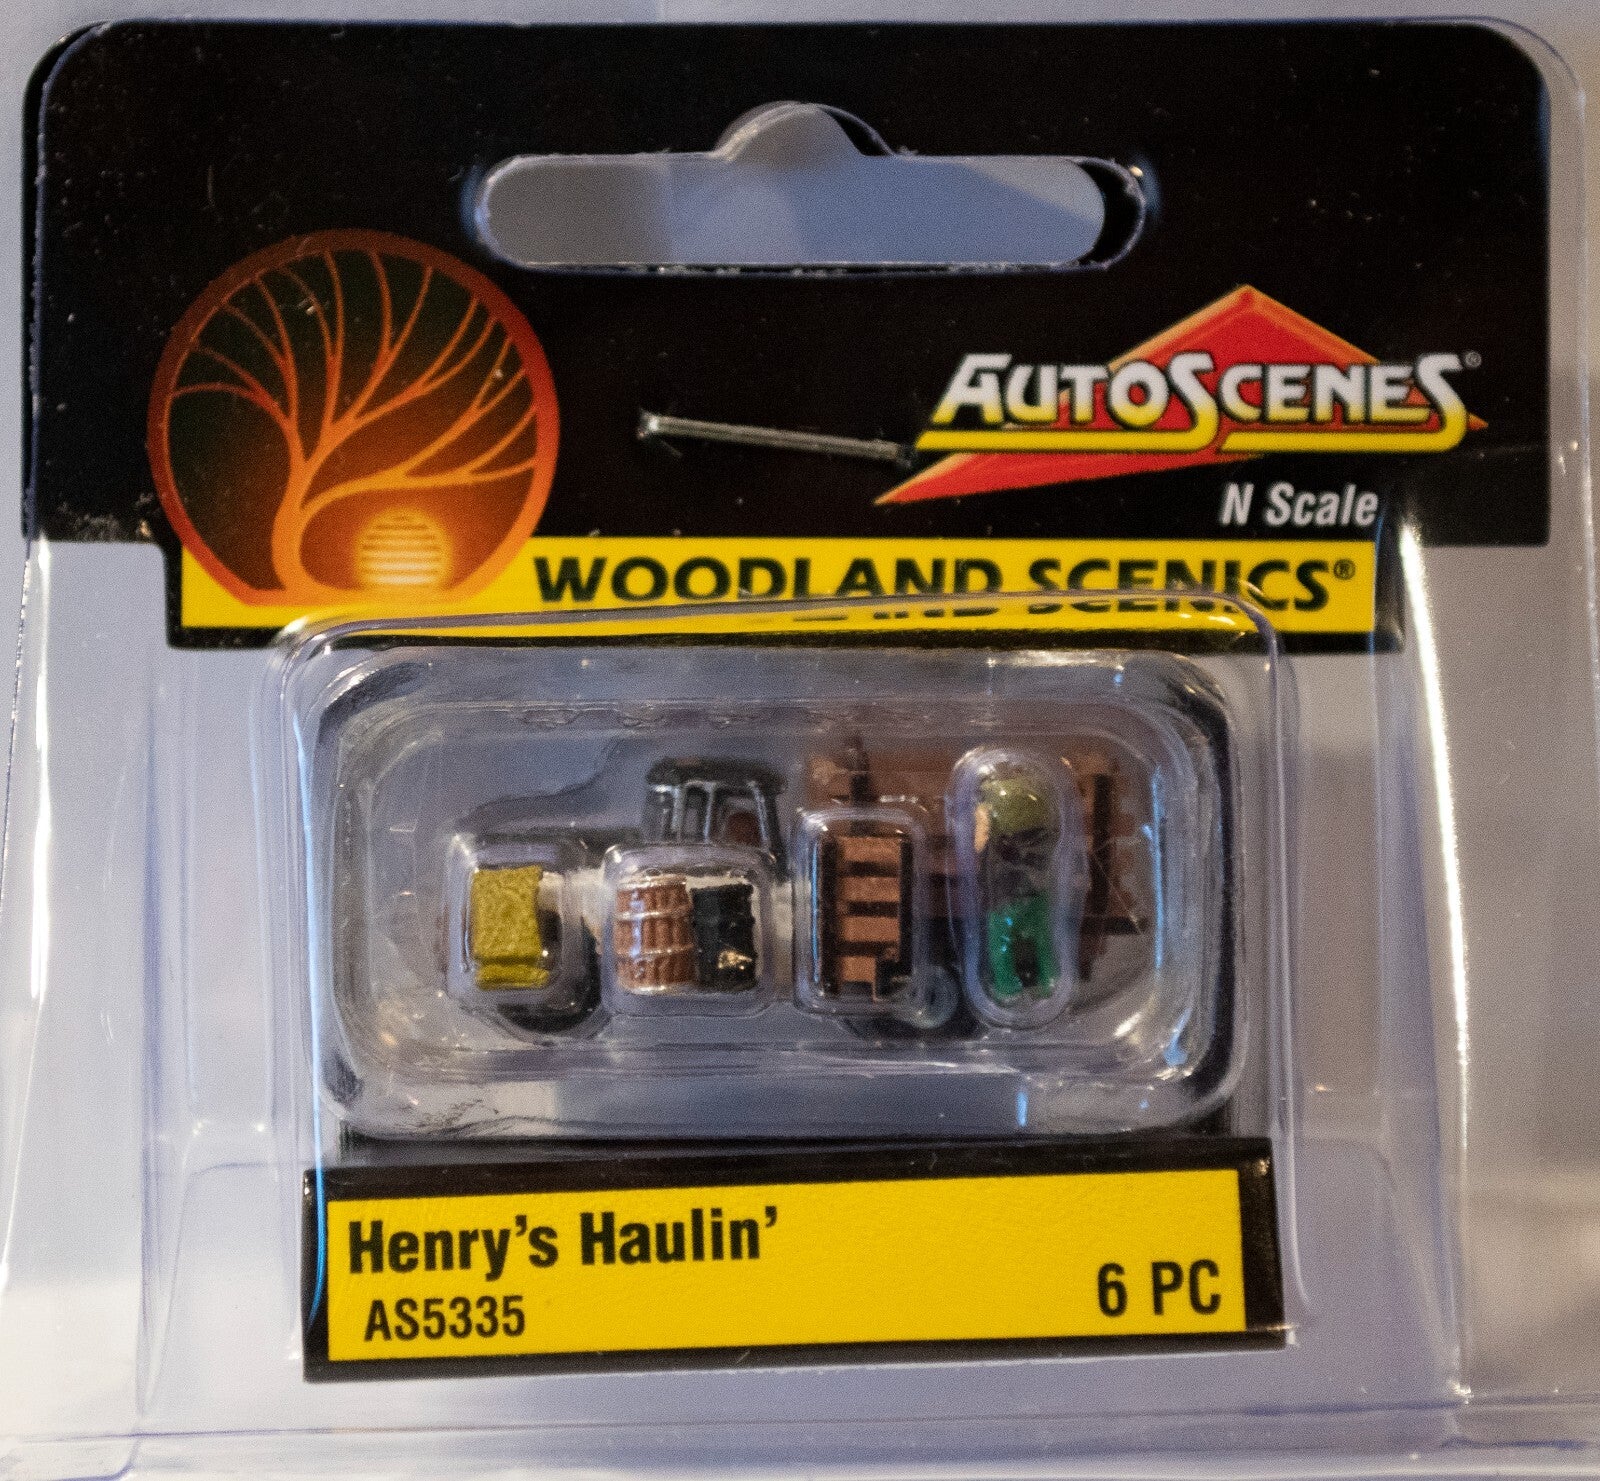 AUTOSCENES®
N Scale
WOODLAND SCENICS®
Henry's Haulin'
AS5335
6 PC